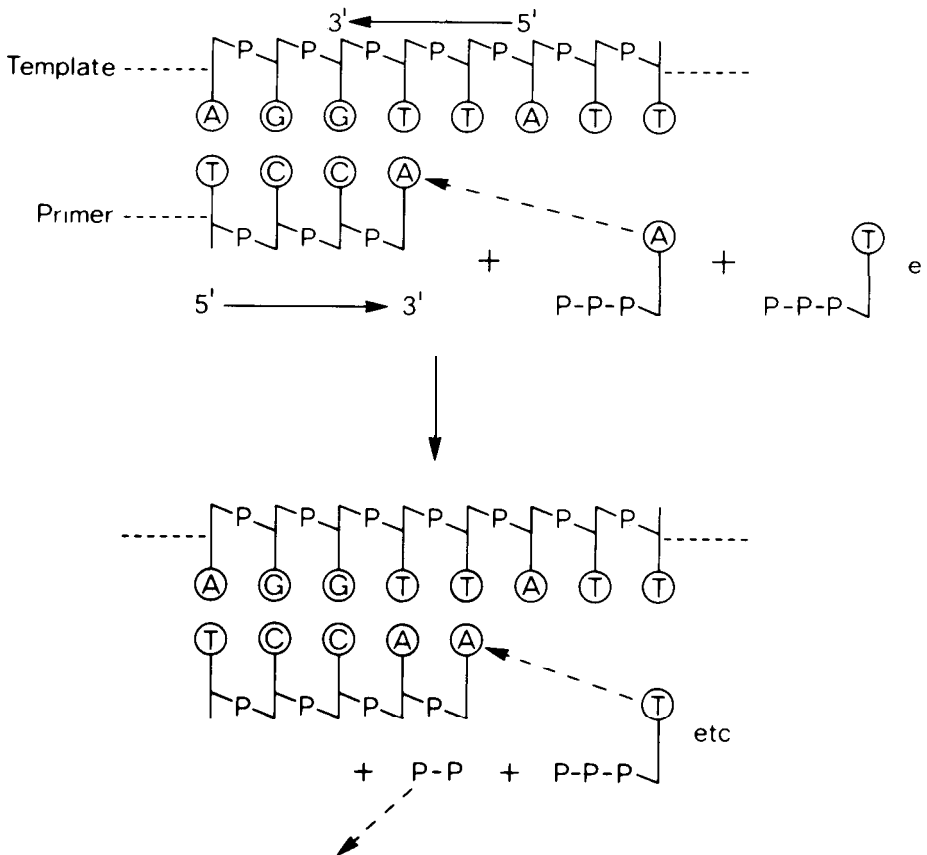 3' 5'
P P P P P P P
Template
A G G T T A T T
T C C A
Primer
P P P
A T
+ + e
P-P-P P-P-P
5' 3'
P P P P P P P
A G G T T A T T
T C C A A
P P P P
T
etc
+ P-P + P-P-P